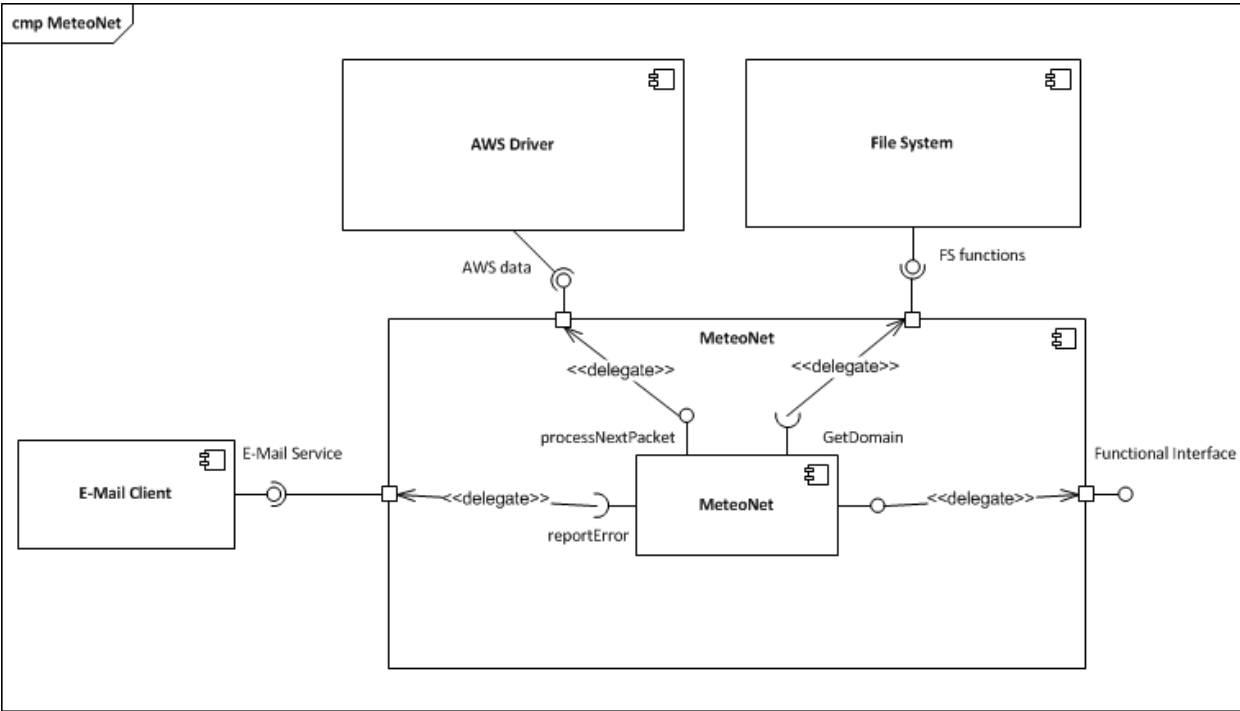 cmp MeteoNet
AWS Driver
File System
AWS data
FS functions
MeteoNet
<<delegate>>
<<delegate>>
processNextPacket
GetDomain
E-Mail Client
E-Mail Service
<<delegate>>
reportError
MeteoNet
<<delegate>>
Functional Interface